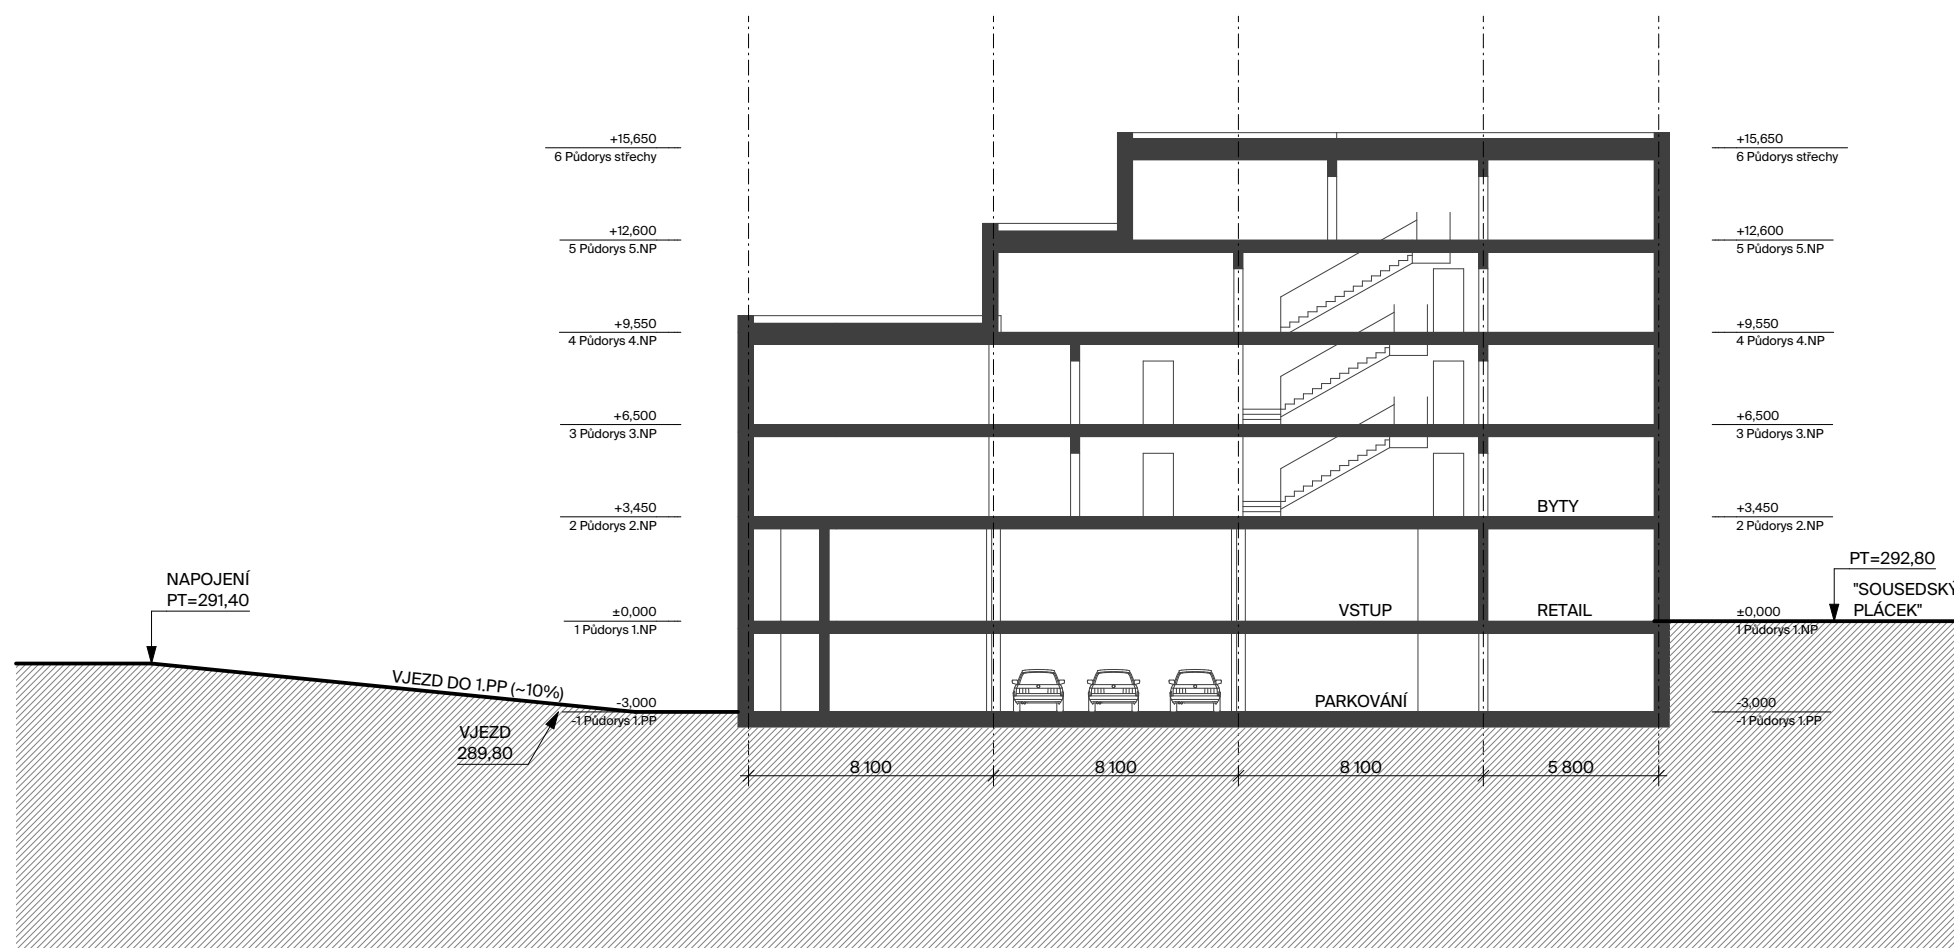 +15,650
6 Půdorys střechy
+15,650
6 Půdorys střechy
+12,600
5 Půdorys 5.NP
+12,600
5 Půdorys 5.NP
+9,550
4 Půdorys 4.NP
+9,550
4 Půdorys 4.NP
+6,500
3 Půdorys 3.NP
+6,500
3 Půdorys 3.NP
BYTY
+3,450
2 Půdorys 2.NP
+3,450
2 Půdorys 2.NP
PT=292,80
"SOUSEDSKÝ
PLÁCEK"
NAPOJENÍ
PT=291,40
±0,000
1 Půdorys 1.NP
VSTUP
RETAIL
±0,000
1 Půdorys 1.NP
VJEZD DO 1.PP (~10%)
-3,000
-1 Půdorys 1.PP
PARKOVÁNÍ
-3,000
-1 Půdorys 1.PP
VJEZD
289,80
8 100
8 100
8 100
5 800